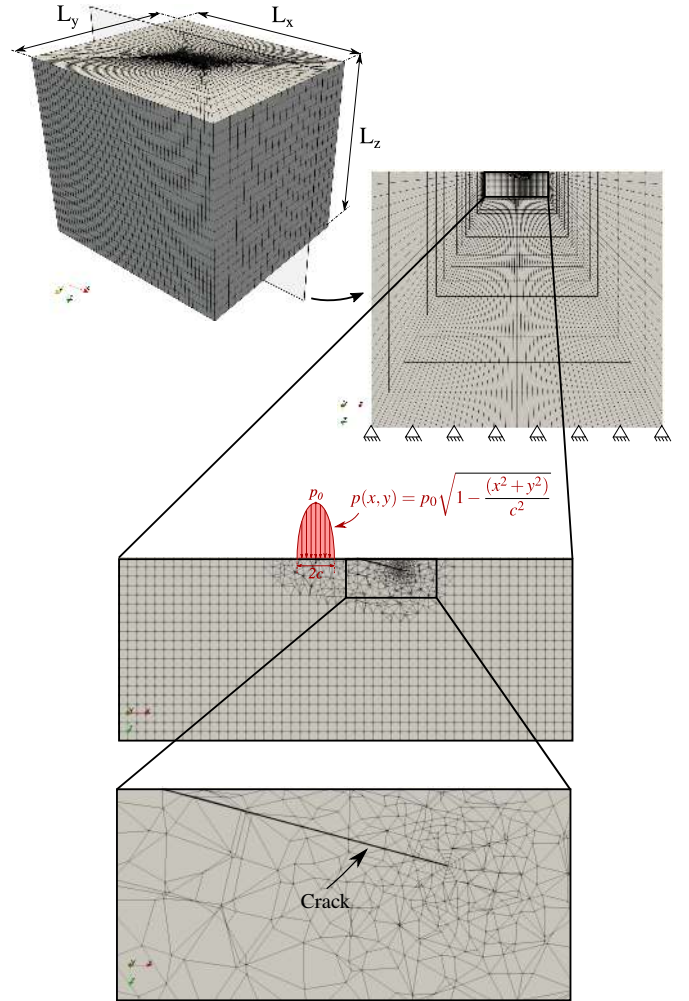 L_y
L_x
L_z
p_0
p(x, y) = p_0 √(1 − (x² + y²)/c²)
2c
Crack